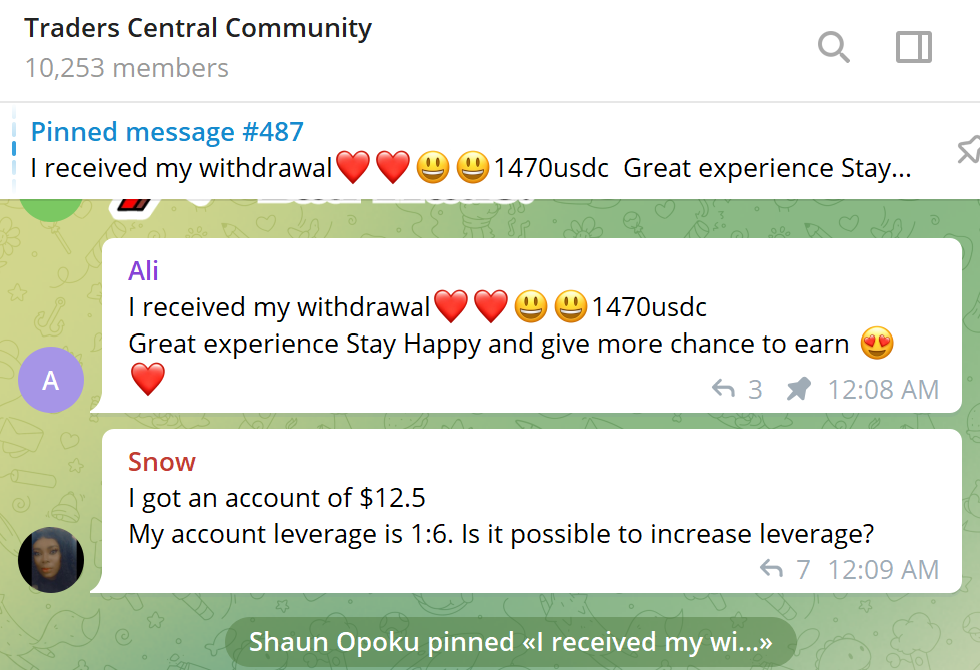 Traders Central Community
10,253 members
Pinned message #487
I received my withdrawal❤️❤️😃😃1470usdc Great experience Stay...
Ali
I received my withdrawal❤️❤️😃😃1470usdc
Great experience Stay Happy and give more chance to earn 😍
❤️
3 12:08 AM
A
Snow
I got an account of $12.5
My account leverage is 1:6. Is it possible to increase leverage?
7 12:09 AM
Shaun Opoku pinned «I received my wi...»